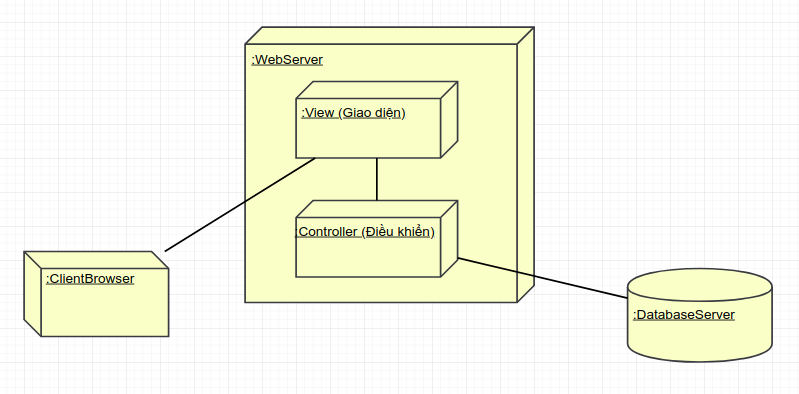 :WebServer
:View (Giao diện)
:Controller (Điều khiển)
:ClientBrowser
:DatabaseServer